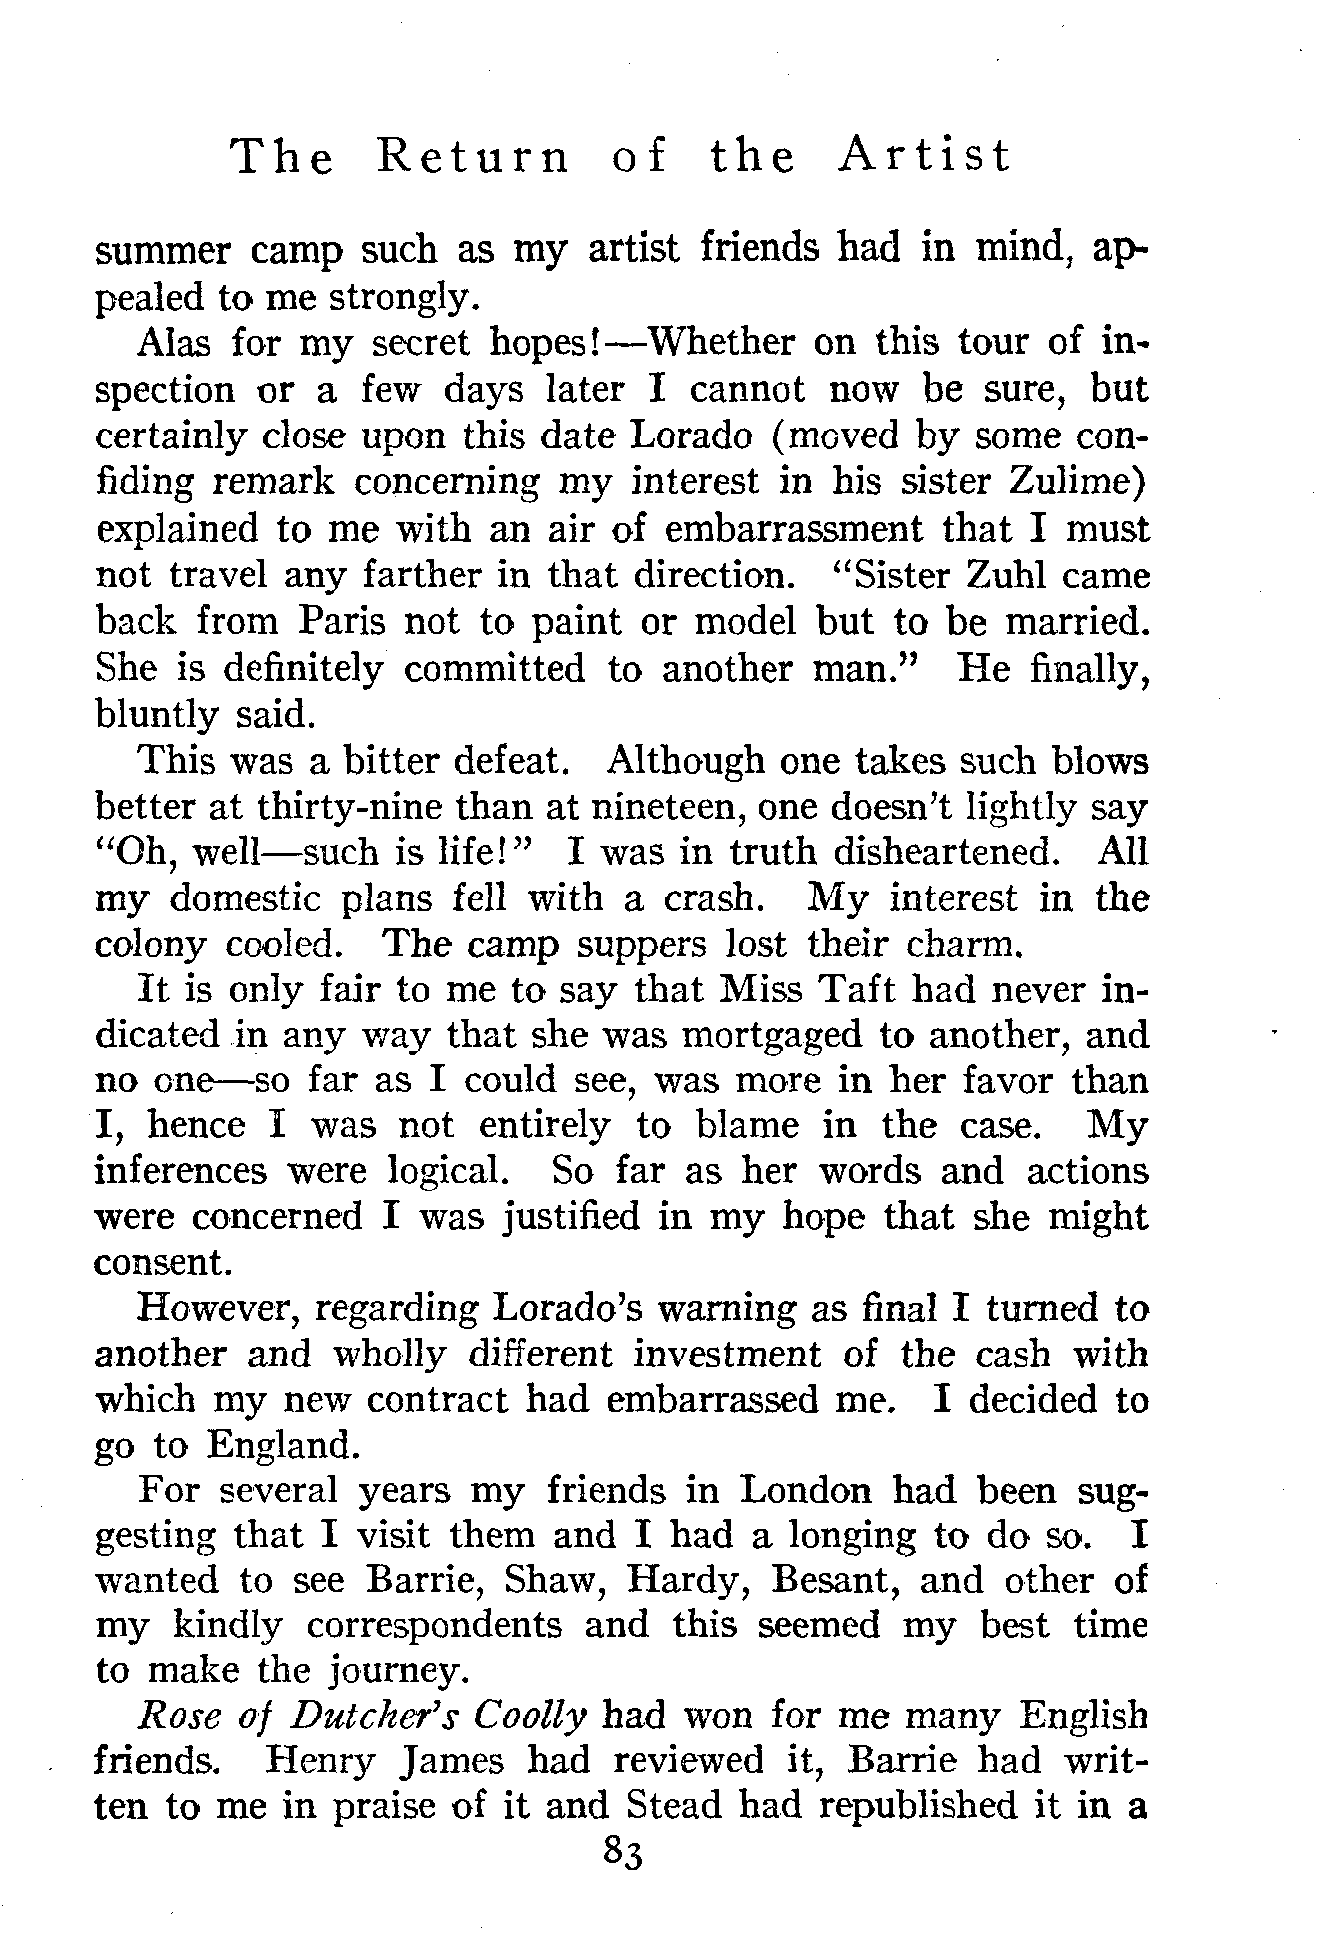 The Return of the Artist
summer camp such as my artist friends had in mind, ap-
pealed to me strongly.
Alas for my secret hopes!—Whether on this tour of in-
spection or a few days later I cannot now be sure, but
certainly close upon this date Lorado (moved by some con-
fiding remark concerning my interest in his sister Zulime)
explained to me with an air of embarrassment that I must
not travel any farther in that direction. "Sister Zuhl came
back from Paris not to paint or model but to be married.
She is definitely committed to another man." He finally,
bluntly said.
This was a bitter defeat. Although one takes such blows
better at thirty-nine than at nineteen, one doesn't lightly say
"Oh, well—such is life!" I was in truth disheartened. All
my domestic plans fell with a crash. My interest in the
colony cooled. The camp suppers lost their charm.
It is only fair to me to say that Miss Taft had never in-
dicated in any way that she was mortgaged to another, and
no one—so far as I could see, was more in her favor than
I, hence I was not entirely to blame in the case. My
inferences were logical. So far as her words and actions
were concerned I was justified in my hope that she might
consent.
However, regarding Lorado's warning as final I turned to
another and wholly different investment of the cash with
which my new contract had embarrassed me. I decided to
go to England.
For several years my friends in London had been sug-
gesting that I visit them and I had a longing to do so. I
wanted to see Barrie, Shaw, Hardy, Besant, and other of
my kindly correspondents and this seemed my best time
to make the journey.
Rose of Dutcher's Coolly had won for me many English
friends. Henry James had reviewed it, Barrie had writ-
ten to me in praise of it and Stead had republished it in a
83